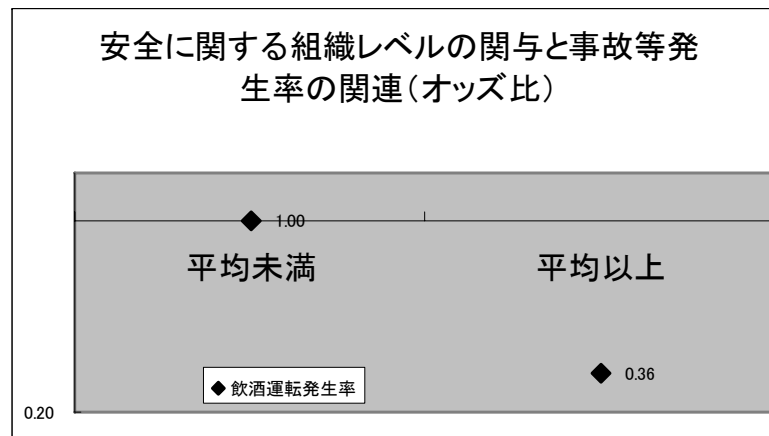 安全に関する組織レベルの関与と事故等発
生率の関連（オッズ比）
1.00
平均未満 平均以上
◆飲酒運転発生率
0.36
0.20